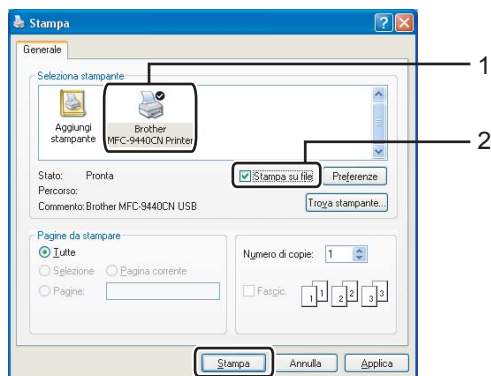 Stampa
Generale
Seleziona stampante
1
Aggiungi
stampante
Brother
MFC-9440CN Printer
2
Stato: Pronta
Stampa su file
Preferenze
Percorso:
Commento: Brother MFC-9440CN USB
Trova stampante...
Pagine da stampare
Tutte
Selezione
Pagina corrente
Pagine:
Numero di copie: 1
Fascic.
1 1 2 2 3 3
Stampa
Annulla
Applica